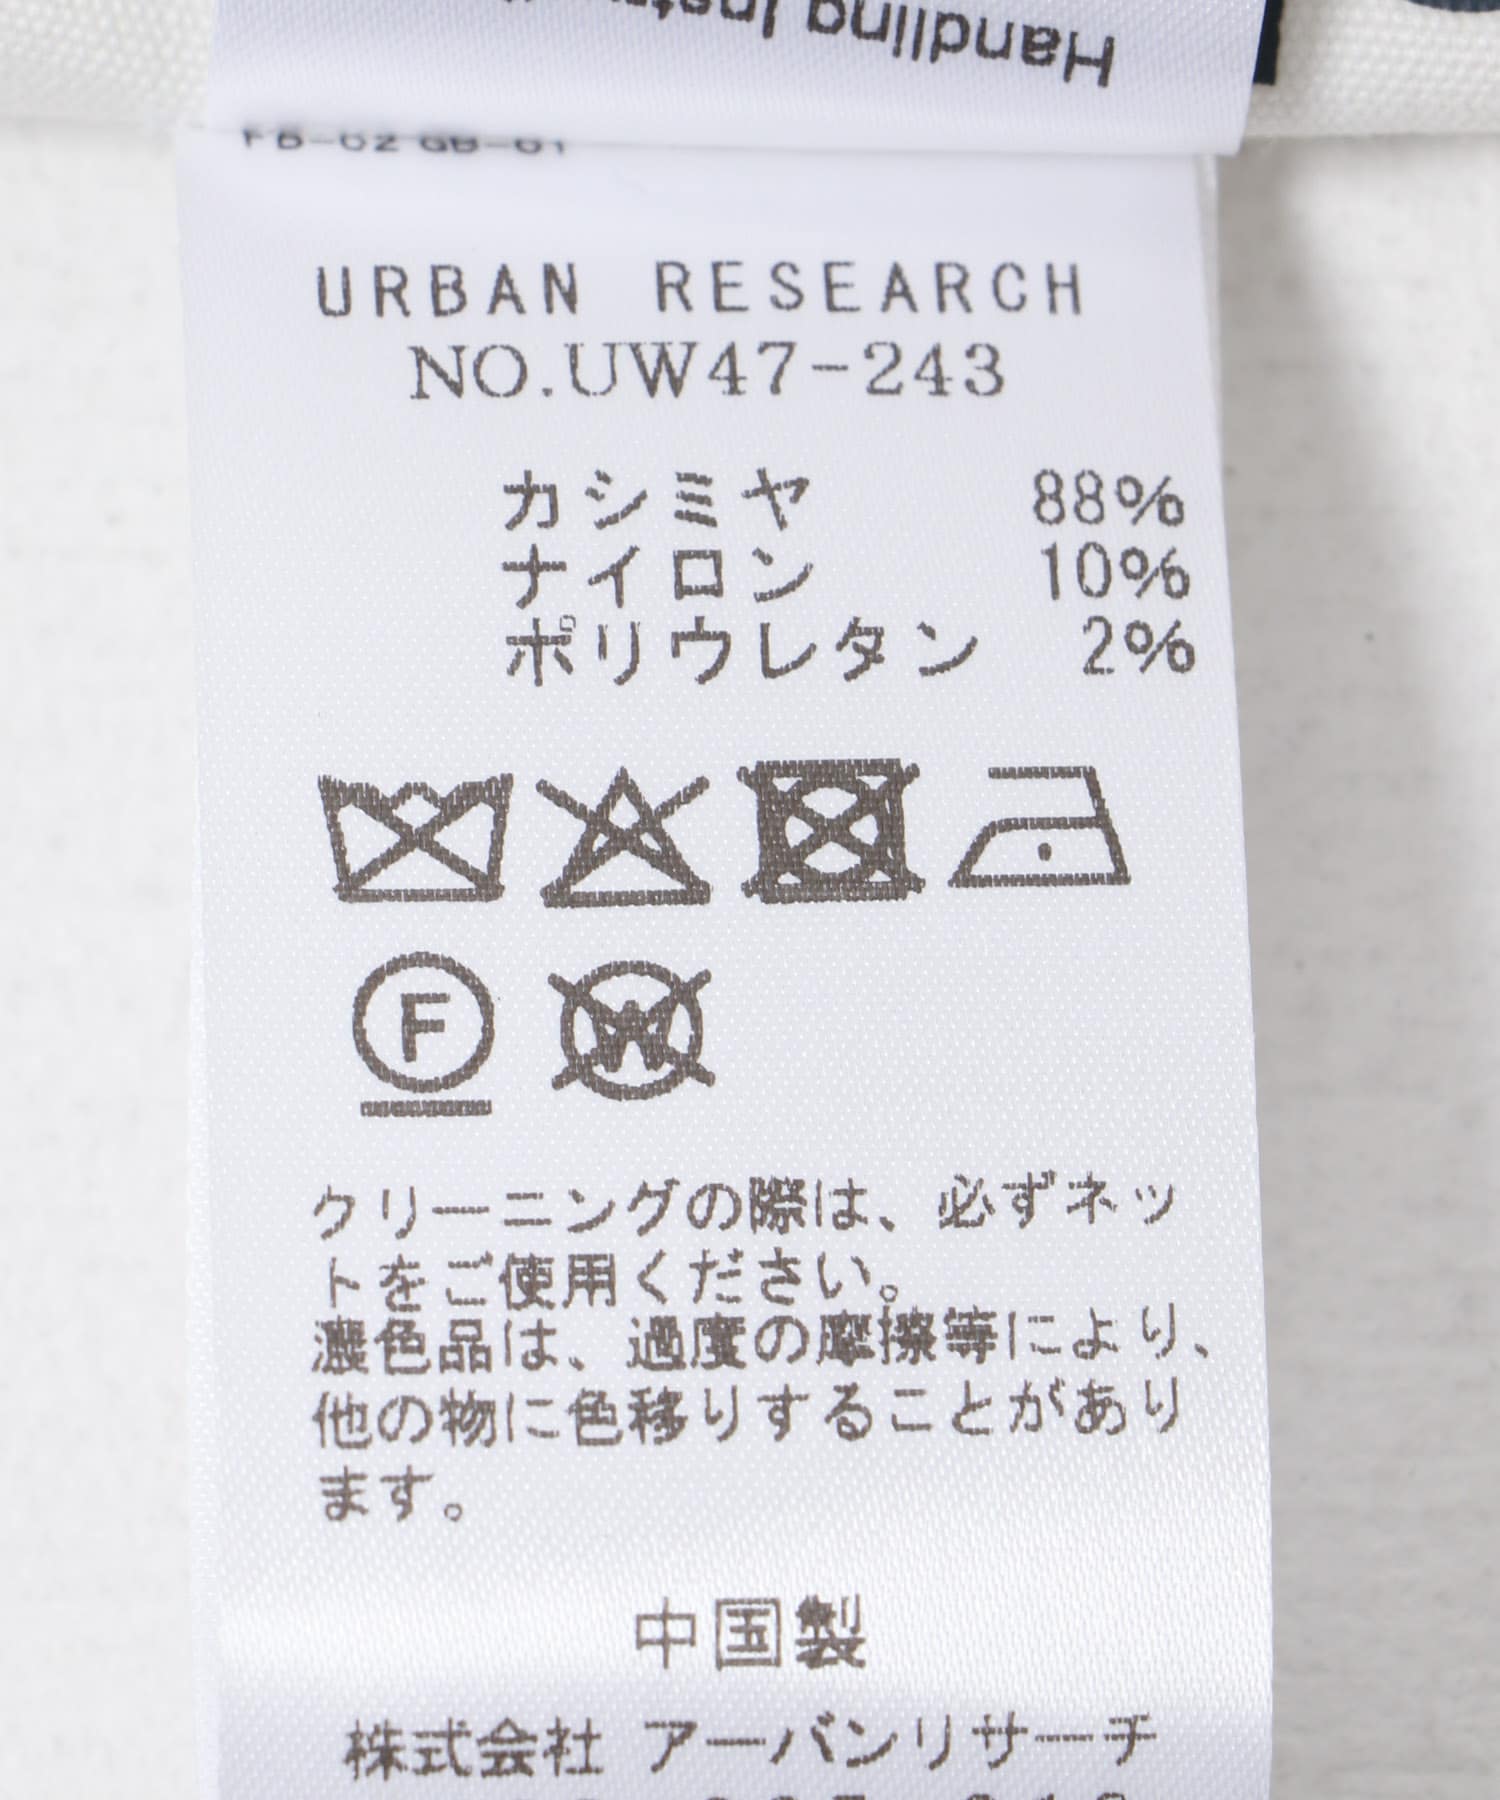 Handling
URBAN RESEARCH
NO.UW47-243
カシミヤ 88%
ナイロン 10%
ポリウレタン 2%
F
W
クリーニングの際は、必ずネッ
トをご使用ください。
濃色品は、過度の摩擦等により、
他の物に色移りすることがあり
ます。
中国製
株式会社 アーバンリサーチ